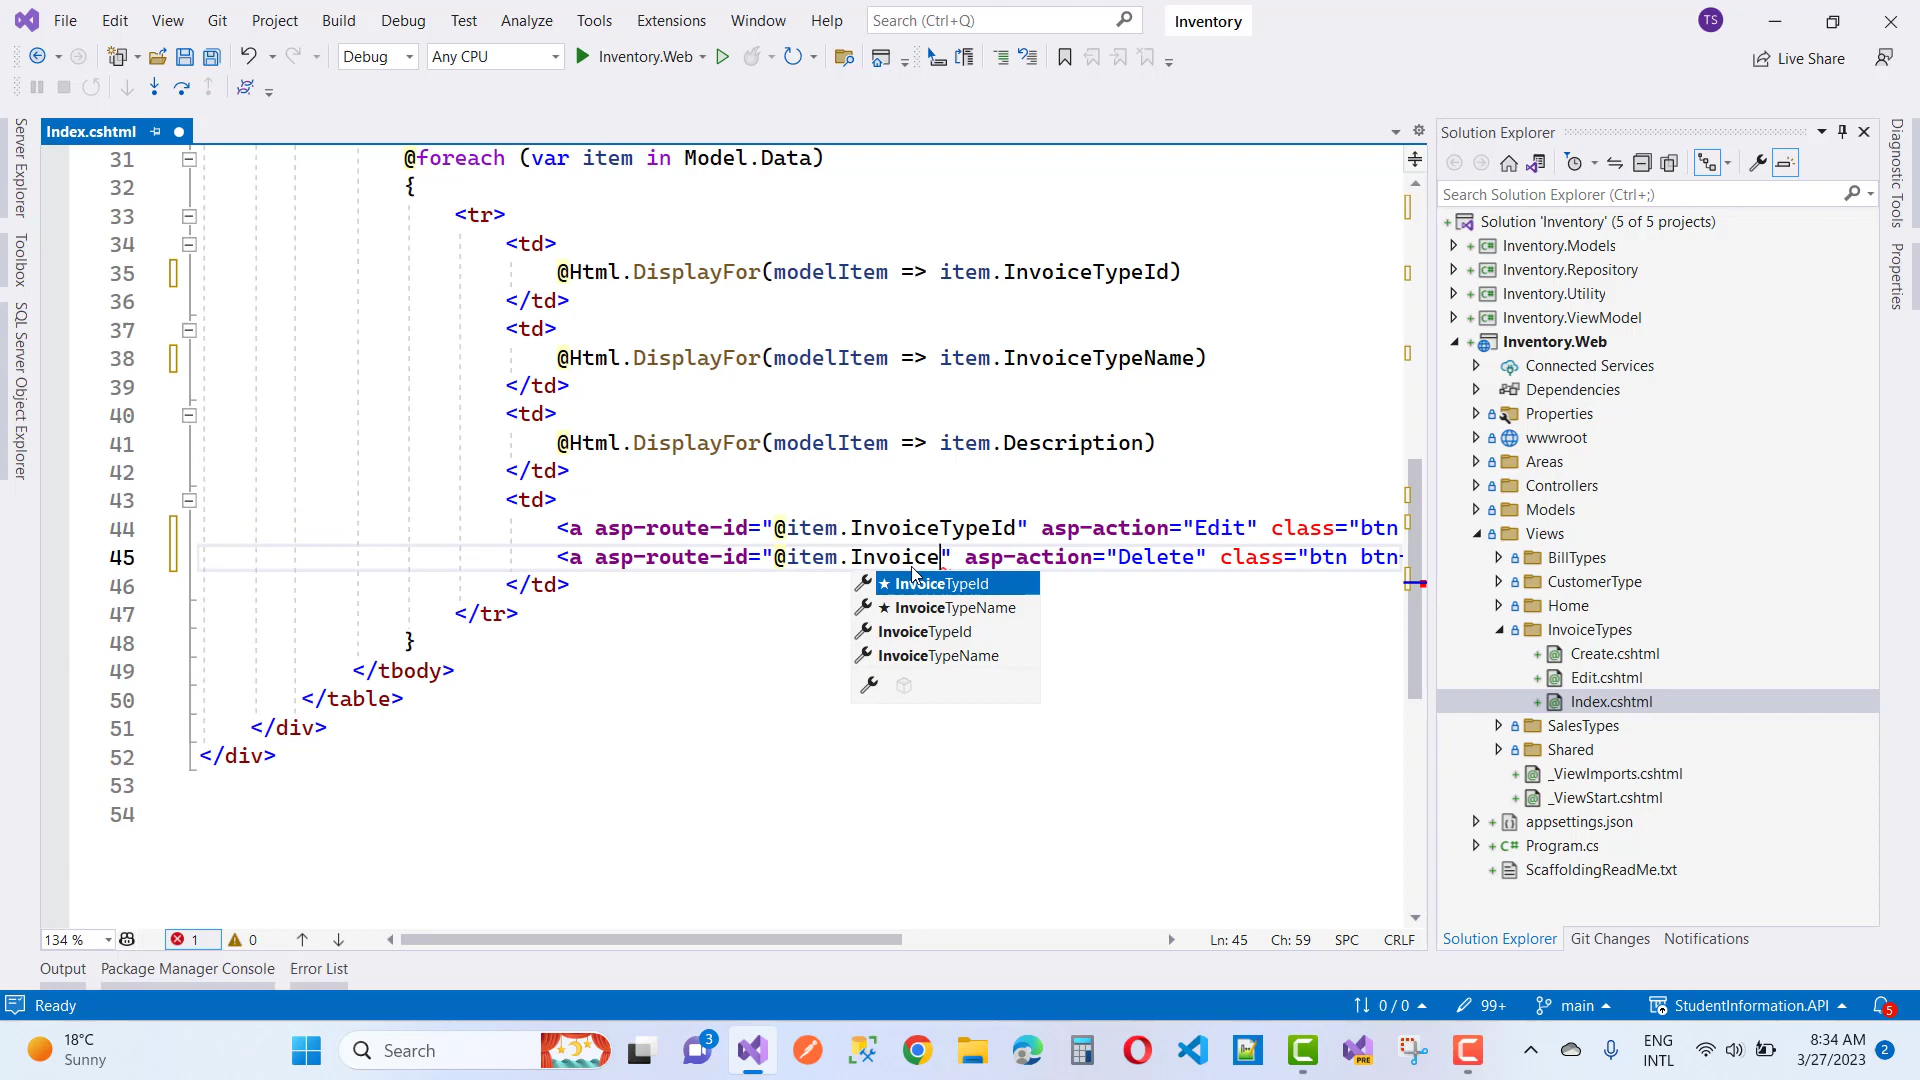 File Edit View Git Project Build Debug Test Analyze Tools Extensions Window Help Search (Ctrl+Q) Inventory TS
Debug Any CPU Inventory.Web Live Share
Index.cshtml
Server Explorer
Toolbox
SQL Server Object Explorer
31 @foreach (var item in Model.Data)
32 {
33 <tr>
34 <td>
35 @Html.DisplayFor(modelItem => item.InvoiceTypeId)
36 </td>
37 <td>
38 @Html.DisplayFor(modelItem => item.InvoiceTypeName)
39 </td>
40 <td>
41 @Html.DisplayFor(modelItem => item.Description)
42 </td>
43 <td>
44 <a asp-route-id="@item.InvoiceTypeId" asp-action="Edit" class="btn
45 <a asp-route-id="@item.Invoice" asp-action="Delete" class="btn btn-
46 </td>
47 </tr>
48 }
49 </tbody>
50 </table>
51 </div>
52 </div>
53
54
★ InvoiceTypeId
★ InvoiceTypeName
InvoiceTypeId
InvoiceTypeName
134 % 1 0 Ln: 45 Ch: 59 SPC CRLF
Solution Explorer
Search Solution Explorer (Ctrl+;)
Solution 'Inventory' (5 of 5 projects)
Inventory.Models
Inventory.Repository
Inventory.Utility
Inventory.ViewModel
Inventory.Web
Connected Services
Dependencies
Properties
wwwroot
Areas
Controllers
Models
Views
BillTypes
CustomerType
Home
InvoiceTypes
Create.cshtml
Edit.cshtml
Index.cshtml
SalesTypes
Shared
_ViewImports.cshtml
_ViewStart.cshtml
appsettings.json
C# Program.cs
ScaffoldingReadMe.txt
Solution Explorer Git Changes Notifications
Diagnostic Tools
Properties
Output Package Manager Console Error List
Ready 0 / 0 99+ main StudentInformation.API 5
18°C
Sunny
Search
3
PRE
ENG
INTL
8:34 AM
3/27/2023
2